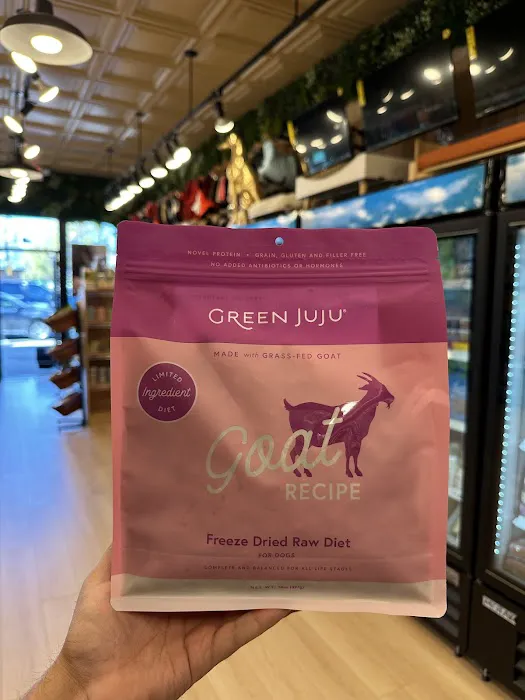 NOVEL PROTEIN • GRAIN, GLUTEN AND FILLER FREE
NO ADDED ANTIBIOTICS OR HORMONES
GREEN JUJU®
MADE with GRASS-FED GOAT
LIMITED
Ingredient
DIET
Goat
RECIPE
Freeze Dried Raw Diet
FOR DOGS
COMPLETE AND BALANCED FOR ALL LIFE STAGES